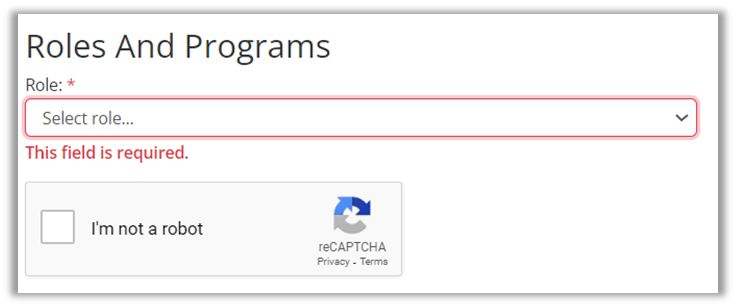 Roles And Programs
Role: *
Select role...
This field is required.
I'm not a robot
reCAPTCHA
Privacy - Terms